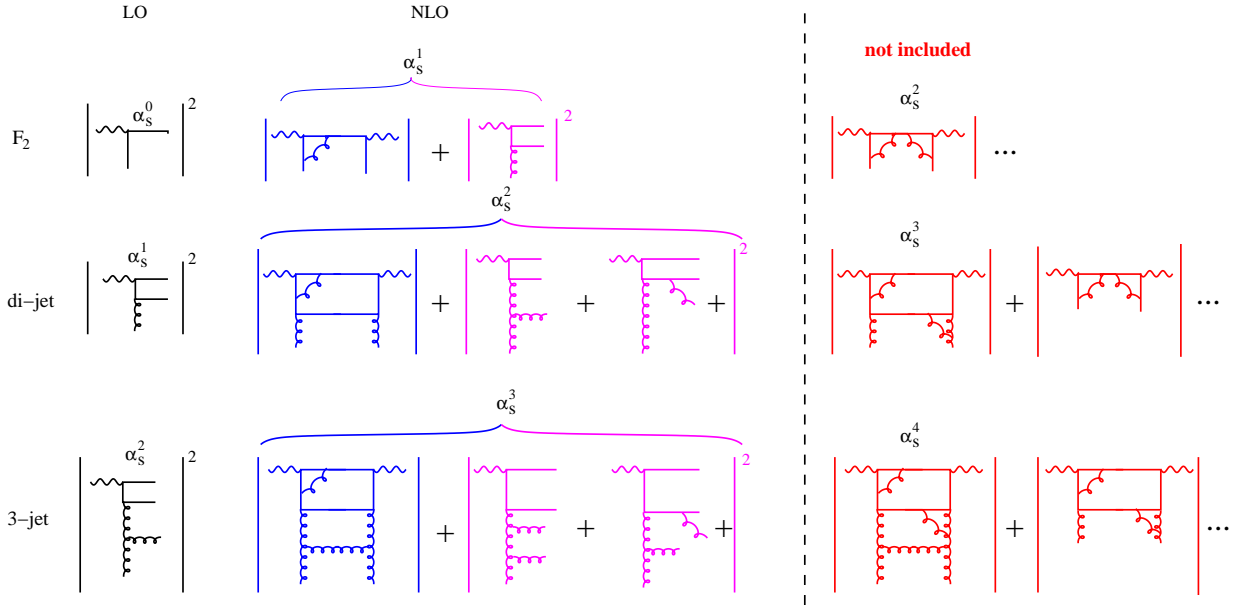 LO NLO
not included
α_s^1
α_s^2
F₂ α_s^0 2 + 2 ...
α_s^2
di−jet α_s^1 2 + + + 2 α_s^3 + ...
α_s^3
3−jet α_s^2 2 + + + 2 α_s^4 + ...